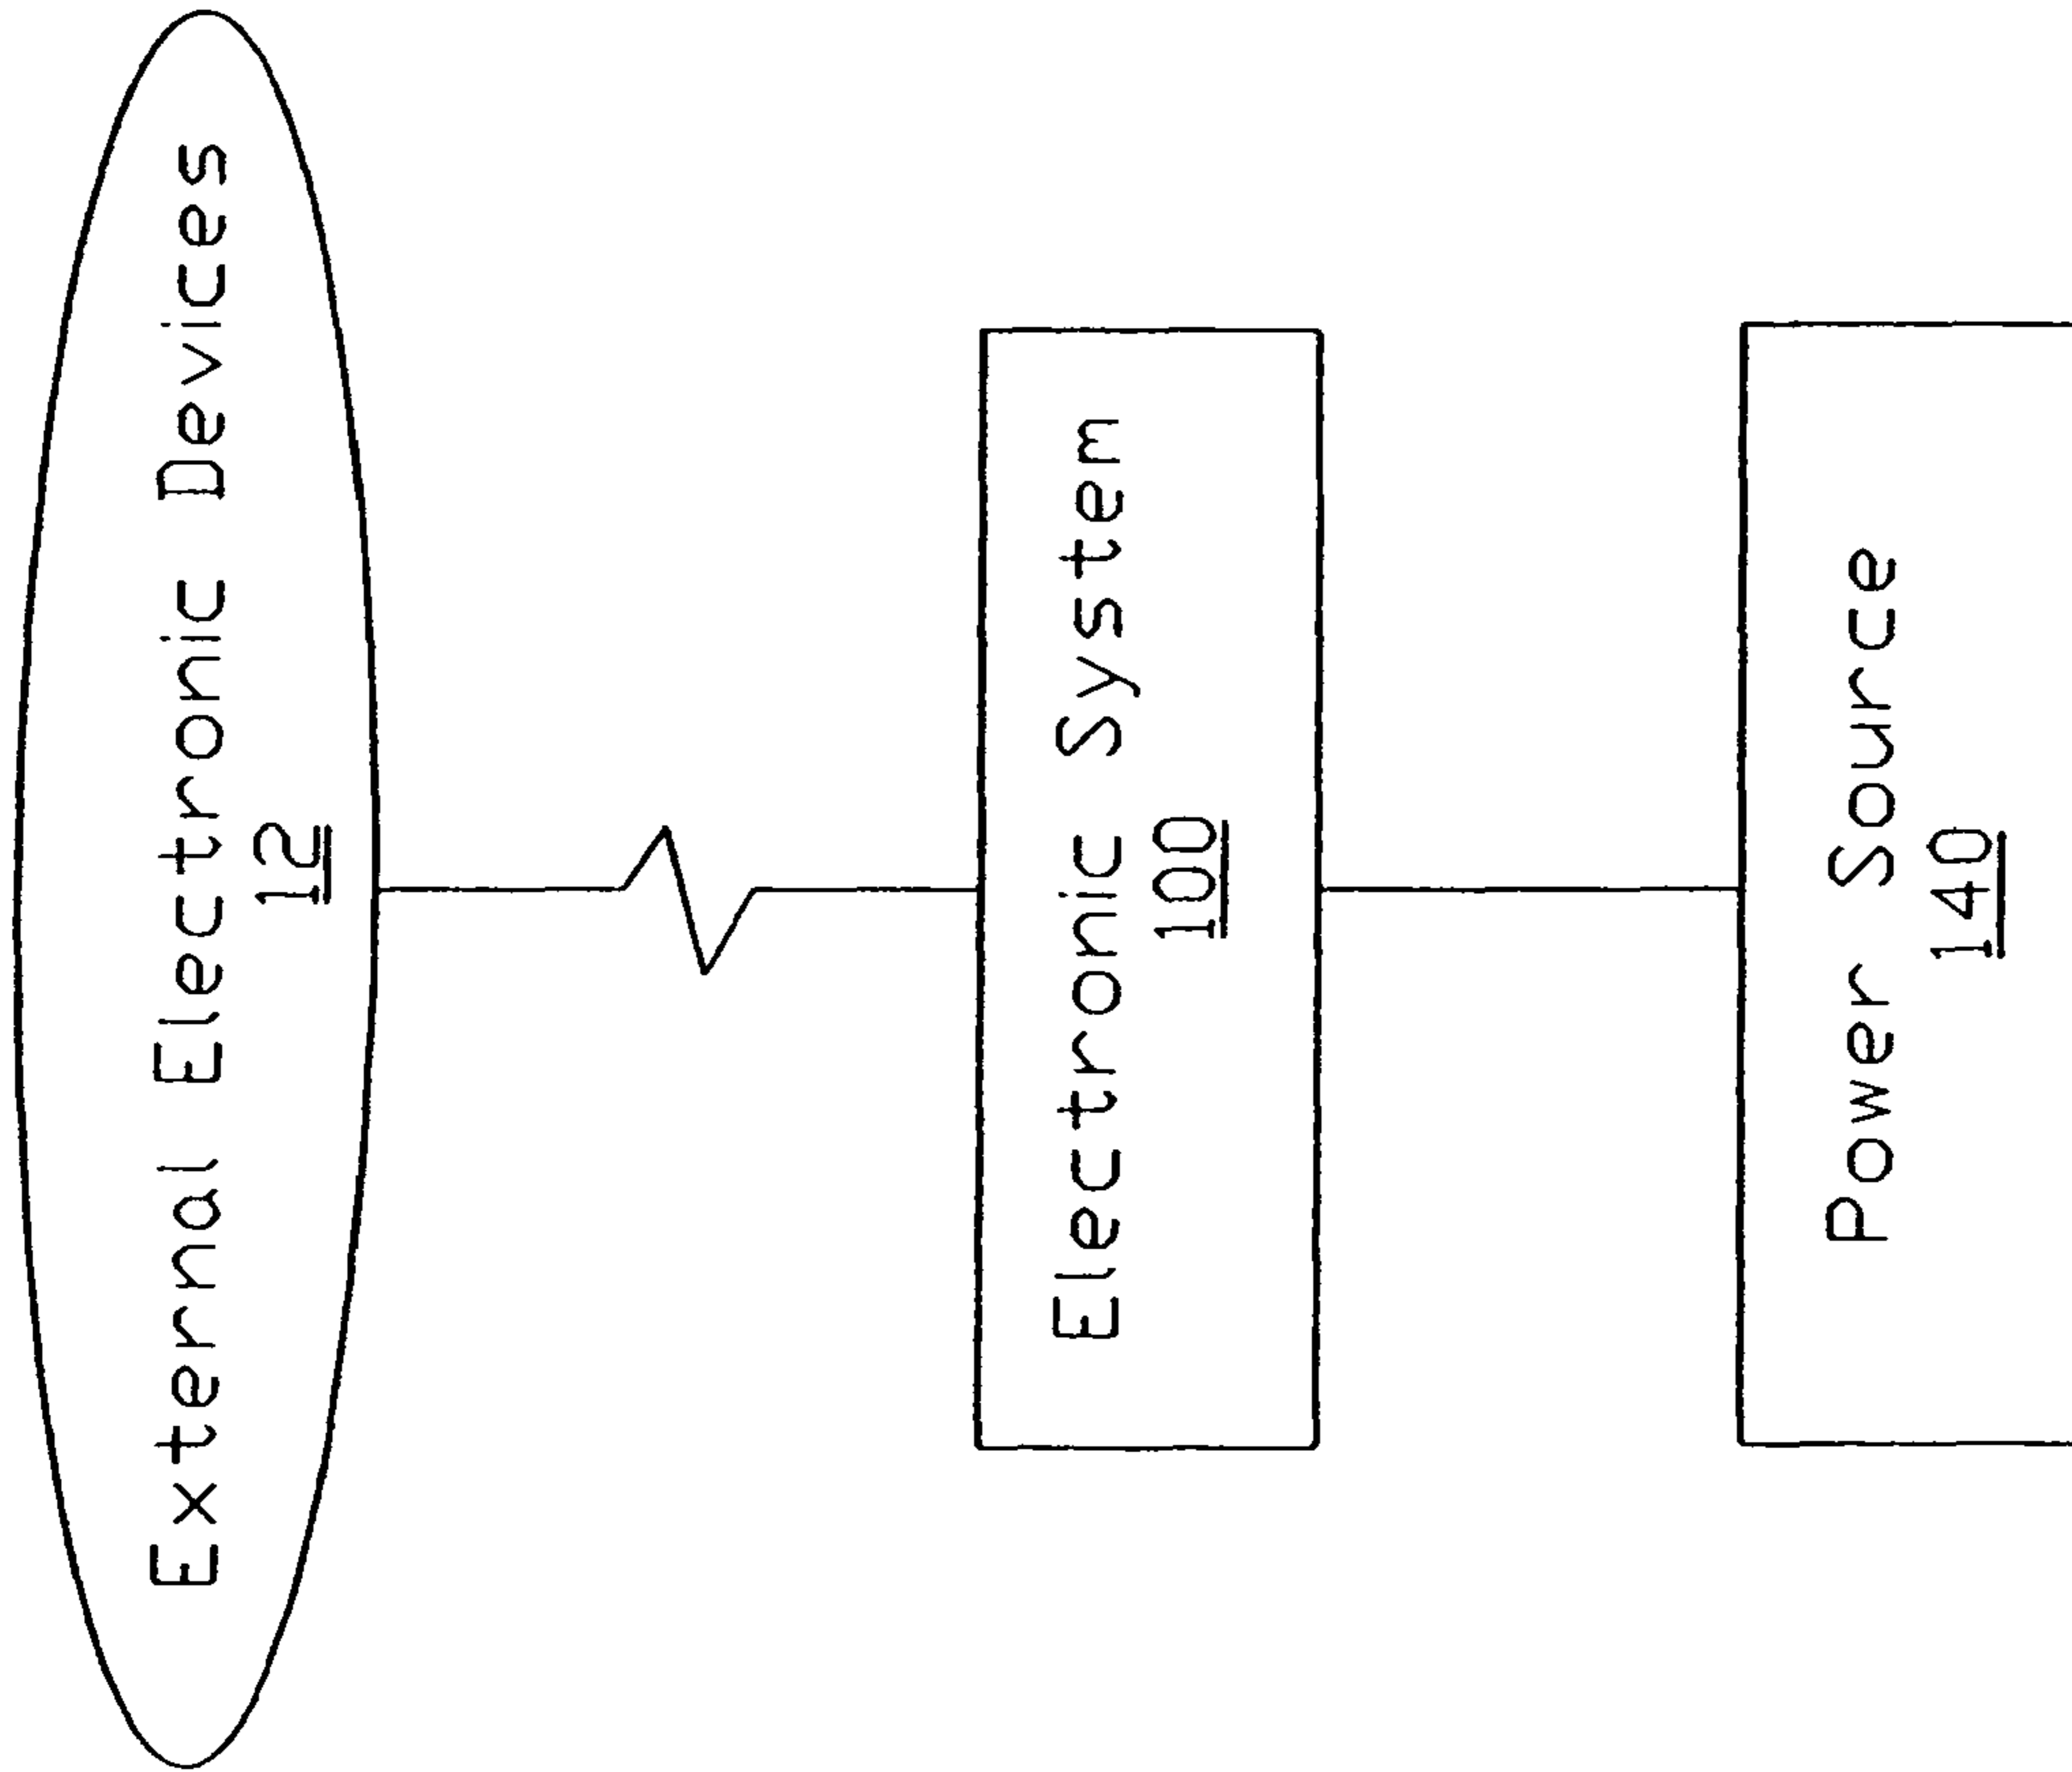 External Electronic Devices
12
Electronic System
100
Power Source
140